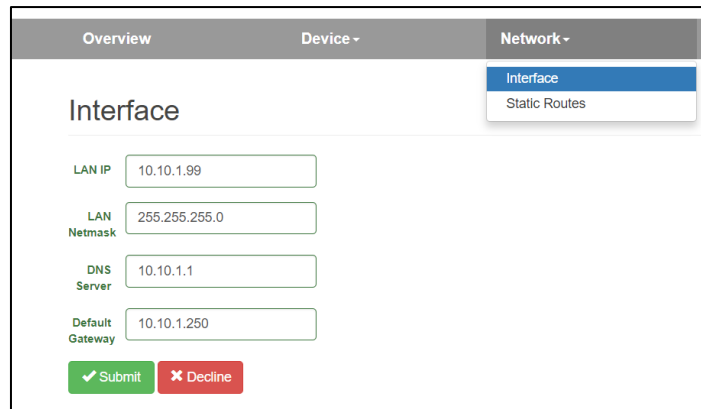 Overview Device Network
Interface
Static Routes
Interface
LAN IP 10.10.1.99
LAN 255.255.255.0
Netmask
DNS 10.10.1.1
Server
Default 10.10.1.250
Gateway
Submit Decline